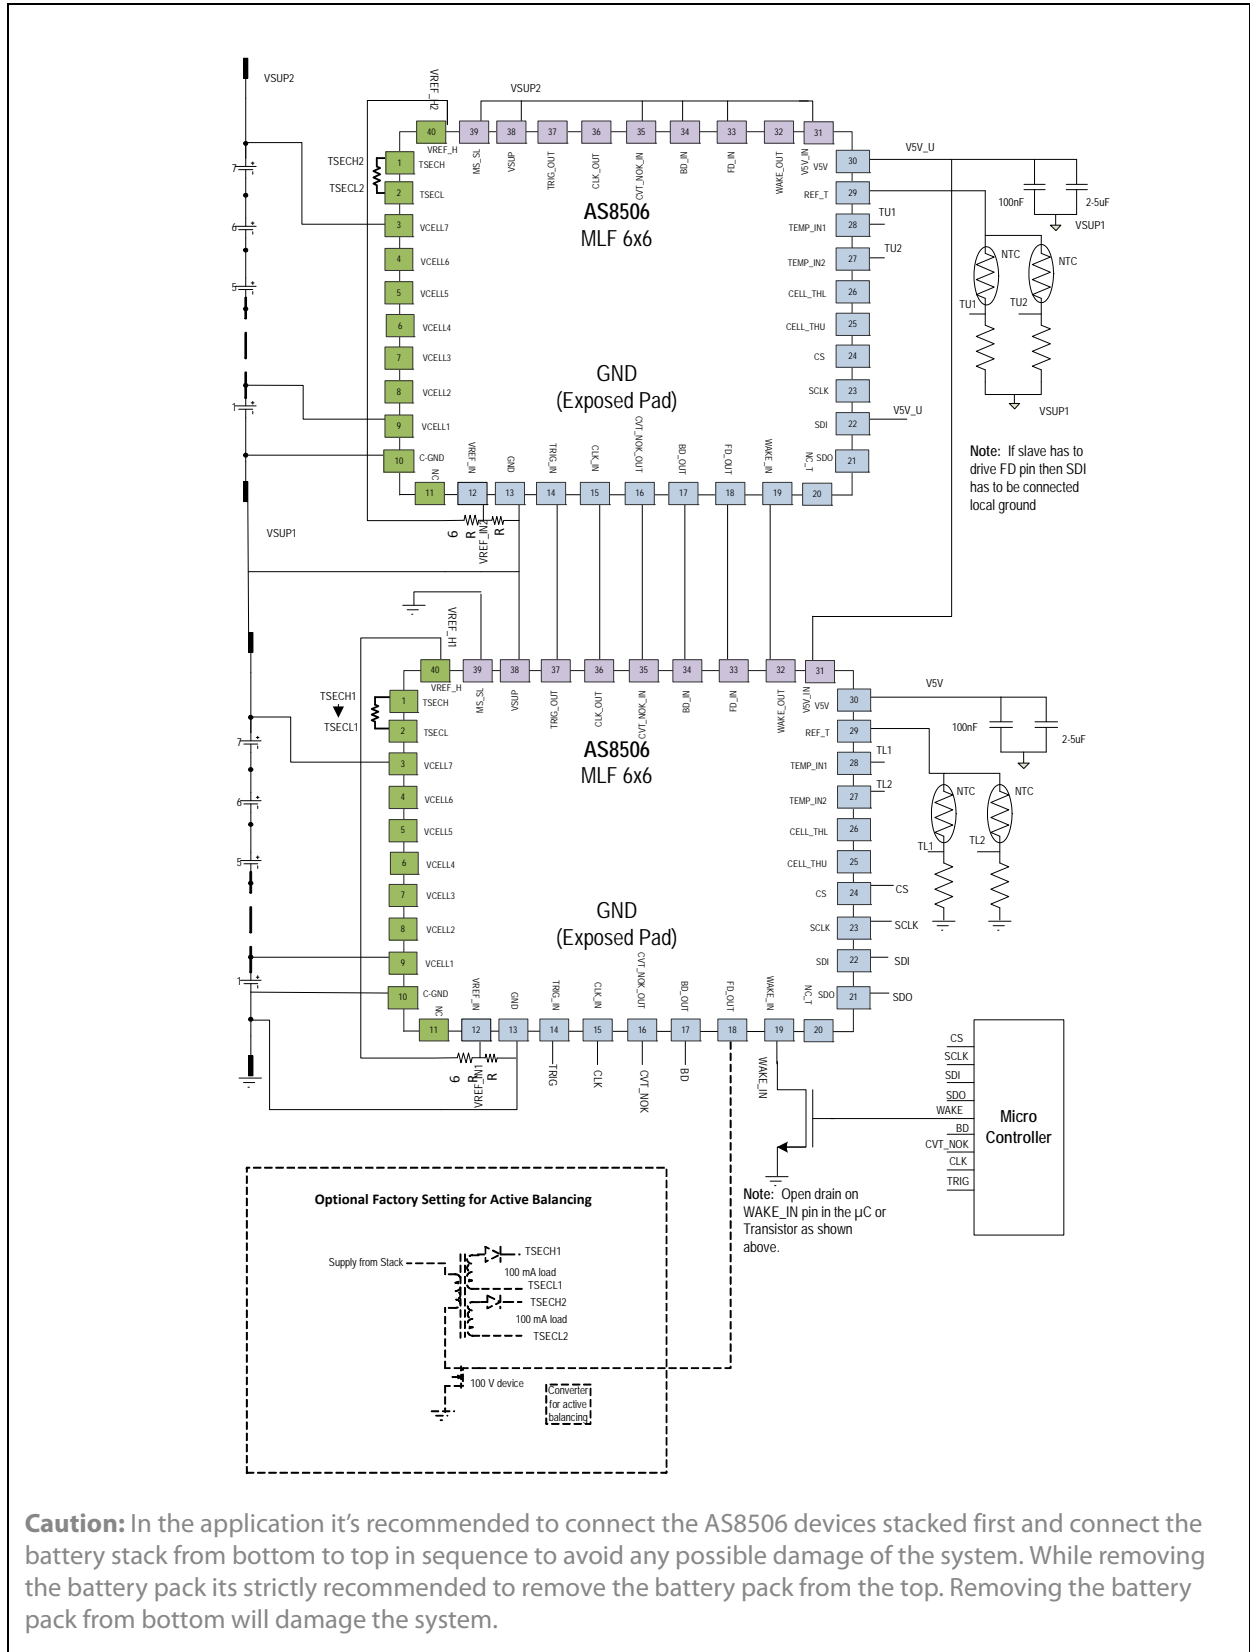 VSUP2
VREF_H2
VSUP2
40 39 38 37 36 35 34 33 32 31
VREF_H MS_SL VSUP TRIG_OUT CLK_OUT CVT_NOK_IN BD_IN FD_IN WAKE_OUT V5V_IN
TSECH2
TSECL2
1 TSECH
2 TSECL
3 VCELL7
4 VCELL6
5 VCELL5
6 VCELL4
7 VCELL3
8 VCELL2
9 VCELL1
10 C-GND
7
6
5
1
AS8506
MLF 6x6
GND
(Exposed Pad)
V5V 30 V5V_U
REF_T 29
TEMP_IN1 28 TU1
TEMP_IN2 27 TU2
CELL_THL 26
CELL_THU 25
CS 24
SCLK 23
SDI 22 V5V_U
SDO 21
100nF 2-5uF
VSUP1
NTC NTC
TU1 TU2
VSUP1
Note: If slave has to
drive FD pin then SDI
has to be connected
local ground
NC VREF_IN GND TRIG_IN CLK_IN CVT_NOK_OUT BD_OUT FD_OUT WAKE_IN NC_T
11 12 13 14 15 16 17 18 19 20
6 R R
VREF_IN2
VSUP1
VREF_H1
40 39 38 37 36 35 34 33 32 31
VREF_H MS_SL VSUP TRIG_OUT CLK_OUT CVT_NOK_IN BD_IN FD_IN WAKE_OUT V5V_IN
TSECH1
TSECL1
1 TSECH
2 TSECL
3 VCELL7
4 VCELL6
5 VCELL5
6 VCELL4
7 VCELL3
8 VCELL2
9 VCELL1
10 C-GND
7
6
5
1
AS8506
MLF 6x6
GND
(Exposed Pad)
V5V 30 V5V
REF_T 29
TEMP_IN1 28 TL1
TEMP_IN2 27 TL2
CELL_THL 26
CELL_THU 25
CS 24 CS
SCLK 23 SCLK
SDI 22 SDI
SDO 21 SDO
100nF 2-5uF
NTC NTC
TL1 TL2
NC VREF_IN GND TRIG_IN CLK_IN CVT_NOK_OUT BD_OUT FD_OUT WAKE_IN NC_T
11 12 13 14 15 16 17 18 19 20
6 R R
VREF_IN1
TRIG CLK CVT_NOK BD WAKE_IN
CS
SCLK
SDI
SDO
WAKE
BD
CVT_NOK
CLK
TRIG
Micro
Controller
Note: Open drain on
WAKE_IN pin in the µC or
Transistor as shown
above.
Optional Factory Setting for Active Balancing
Supply from Stack
TSECH1
100 mA load
TSECL1
TSECH2
100 mA load
TSECL2
100 V device
Converter
for active
balancing
Caution: In the application it's recommended to connect the AS8506 devices stacked first and connect the
battery stack from bottom to top in sequence to avoid any possible damage of the system. While removing
the battery pack its strictly recommended to remove the battery pack from the top. Removing the battery
pack from bottom will damage the system.